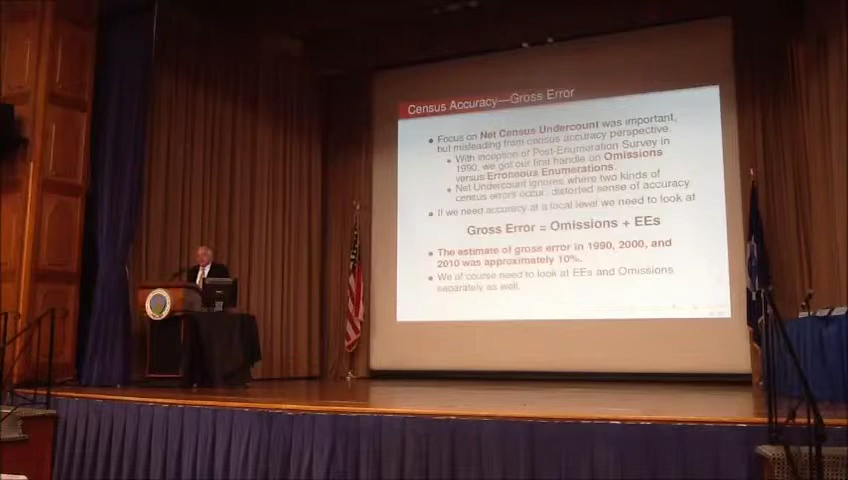 Census Accuracy—Gross Error
• Focus on Net Census Undercount was important,
but misleading from census accuracy perspective.
• With inception of Post-Enumeration Survey in
1990, we got our first handle on Omissions
versus Erroneous Enumerations.
• Net Undercount ignores where two kinds of
census errors occur, distorted sense of accuracy
• If we need accuracy at a local level we need to look at
Gross Error = Omissions + EEs
• The estimate of gross error in 1990, 2000, and
2010 was approximately 10%.
• We of course need to look at EEs and Omissions
separately as well.